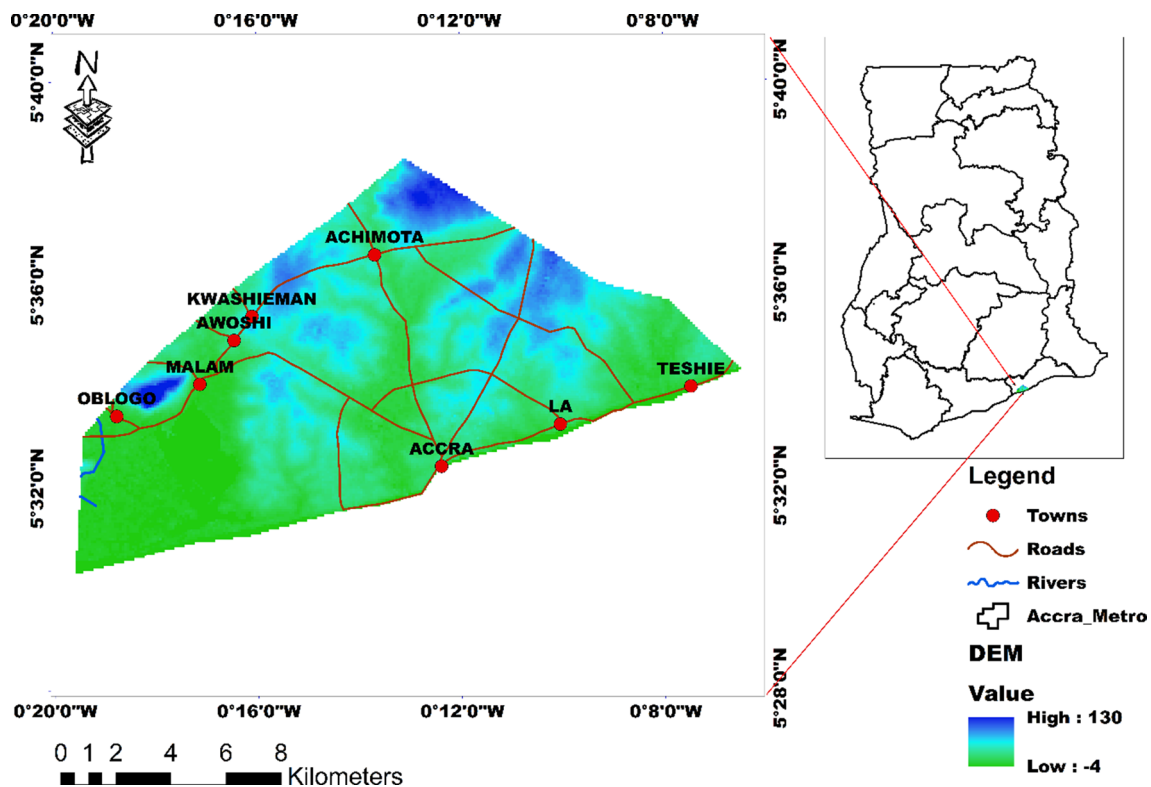 0°20'0"W 0°16'0"W 0°12'0"W 0°8'0"W
N
5°40'0"N
5°36'0"N
5°32'0"N
5°40'0"N
5°36'0"N
5°32'0"N
5°28'0"N
ACHIMOTA
KWASHIEMAN
AWOSHI
MALAM
OBLOGO
TESHIE
LA
ACCRA
0°20'0"W 0°16'0"W 0°12'0"W 0°8'0"W
0 1 2 4 6 8
Kilometers
Legend
Towns
Roads
Rivers
Accra_Metro
DEM
Value
High : 130
Low : -4